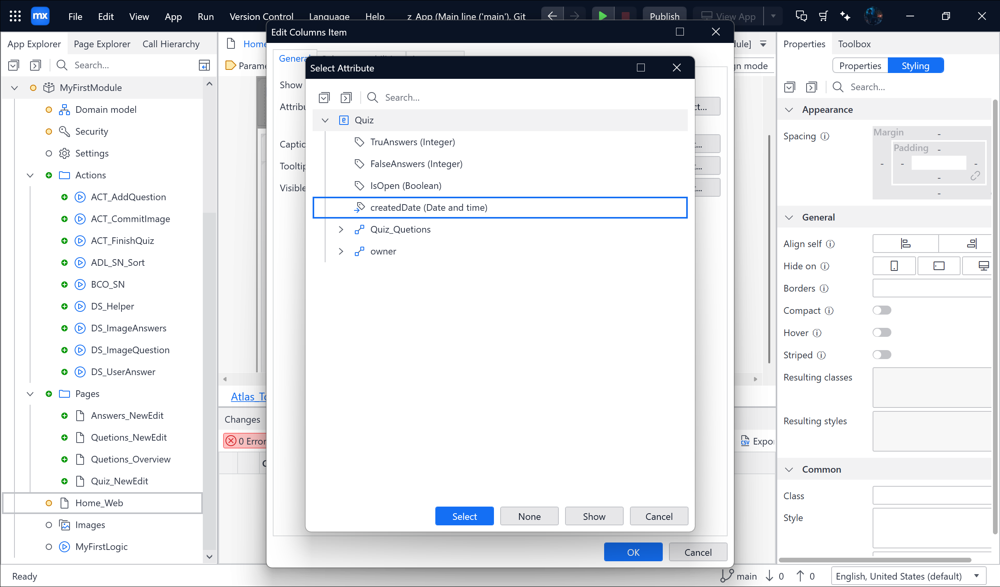 mx File Edit View App Run Version Control Language Help z_App (Main line ('main'), Git Publish View App
App Explorer Page Explorer Call Hierarchy
Search...
MyFirstModule
Domain model
Security
Settings
Actions
ACT_AddQuestion
ACT_CommitImage
ACT_FinishQuiz
ADL_SN_Sort
BCO_SN
DS_Helper
DS_ImageAnswers
DS_ImageQuestion
DS_UserAnswer
Pages
Answers_NewEdit
Quetions_NewEdit
Quetions_Overview
Quiz_NewEdit
Home_Web
Images
MyFirstLogic
Ready
Home
Atlas_T
Changes
0 Error
Expo
Edit Columns Item
General
Show
Attribu
Captio
Tooltip
Visible
OK Cancel
Select Attribute
Search...
Quiz
TruAnswers (Integer)
FalseAnswers (Integer)
IsOpen (Boolean)
createdDate (Date and time)
Quiz_Quetions
owner
Select None Show Cancel
Properties Toolbox
Properties Styling
Search...
Appearance
Spacing
Margin
Padding
General
Align self
Hide on
Borders
Compact
Hover
Striped
Resulting classes
Resulting styles
Common
Class
Style
main 0 0 English, United States (default)